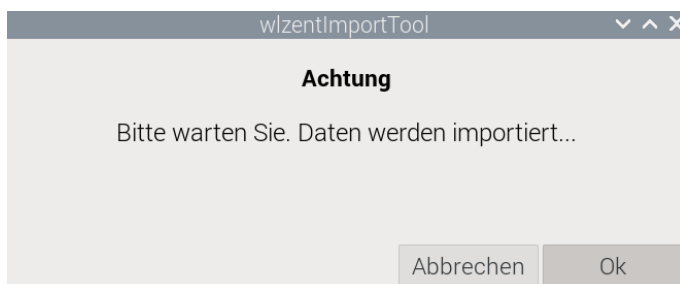 wlzentImportTool
Achtung
Bitte warten Sie. Daten werden importiert...
Abbrechen Ok